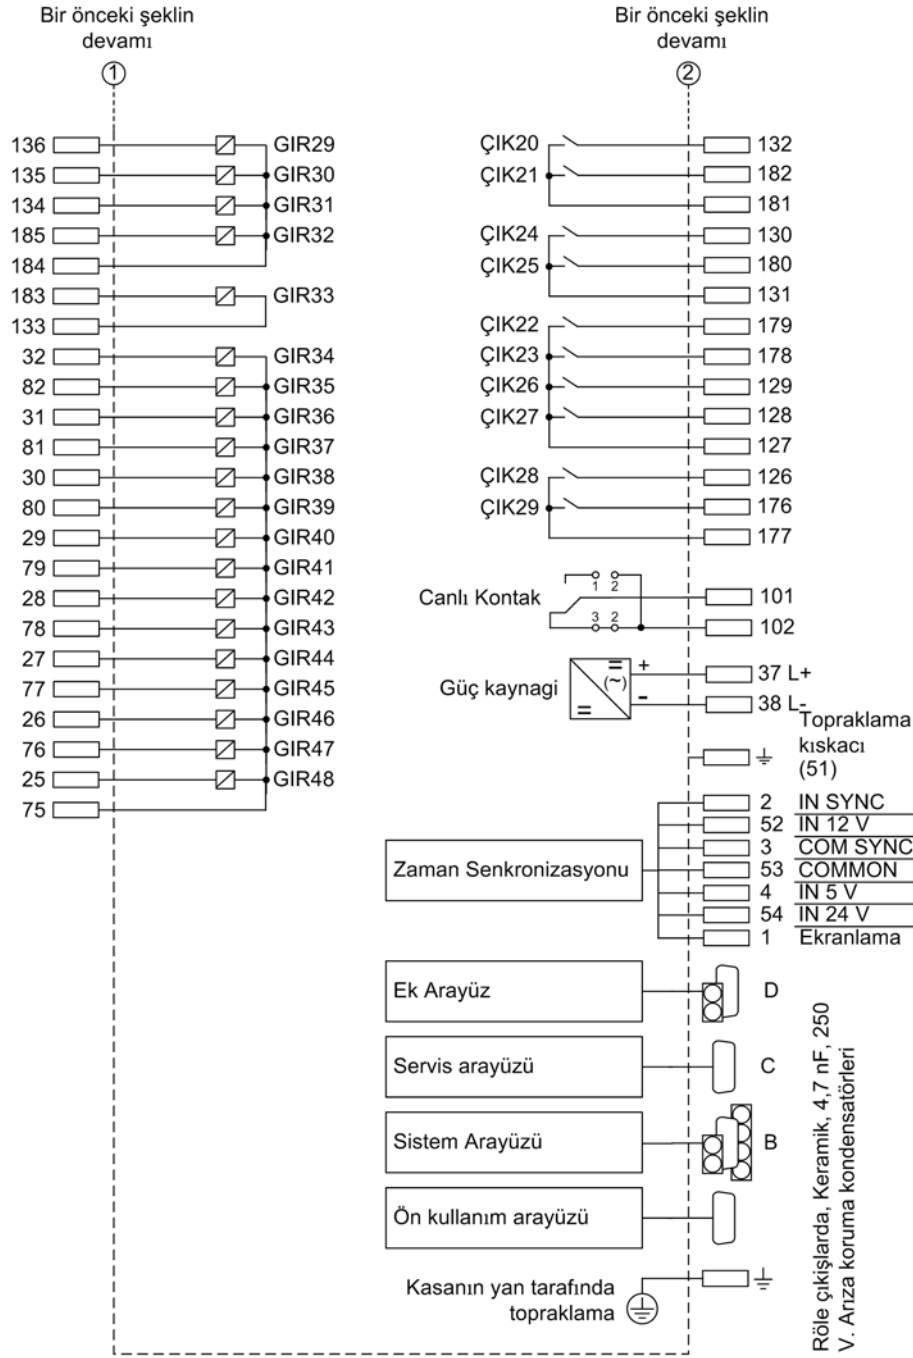 Bir önceki şeklin
devamı
1
136 GIR29
135 GIR30
134 GIR31
185 GIR32
184
183 GIR33
133
32 GIR34
82 GIR35
31 GIR36
81 GIR37
30 GIR38
80 GIR39
29 GIR40
79 GIR41
28 GIR42
78 GIR43
27 GIR44
77 GIR45
26 GIR46
76 GIR47
25 GIR48
75
Bir önceki şeklin
devamı
2
ÇIK20 132
ÇIK21 182
181
ÇIK24 130
ÇIK25 180
131
ÇIK22 179
ÇIK23 178
ÇIK26 129
ÇIK27 128
127
ÇIK28 126
ÇIK29 176
177
1 2
Canlı Kontak 101
3 2
102
Güç kaynagi = (~) = + - 37 L+
38 L-
Topraklama
kıskacı
(51)
2 IN SYNC
52 IN 12 V
3 COM SYNC
Zaman Senkronizasyonu 53 COMMON
4 IN 5 V
54 IN 24 V
1 Ekranlama
Ek Arayüz D
Servis arayüzü C
Sistem Arayüzü B
Ön kullanım arayüzü
Kasanın yan tarafında
topraklama
Röle çıkişlarda, Keramik, 4,7 nF, 250
V. Arıza koruma kondensatörleri